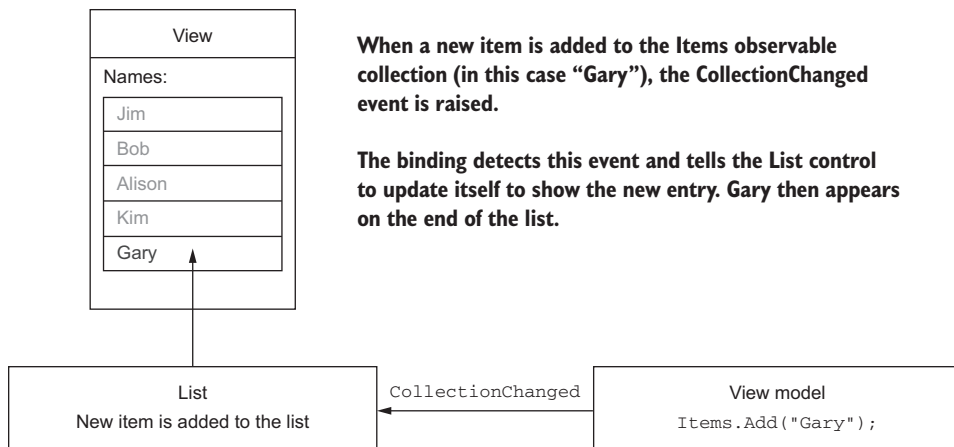 View
Names:
Jim
Bob
Alison
Kim
Gary
When a new item is added to the Items observable
collection (in this case “Gary”), the CollectionChanged
event is raised.
The binding detects this event and tells the List control
to update itself to show the new entry. Gary then appears
on the end of the list.
List
New item is added to the list
CollectionChanged
View model
Items.Add("Gary");